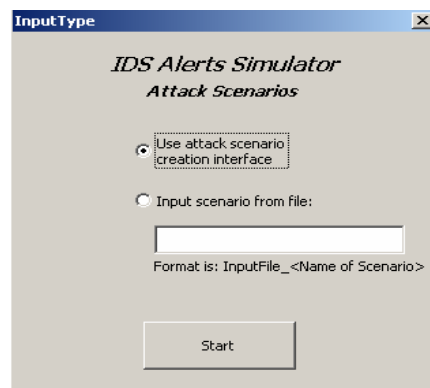 InputType
IDS Alerts Simulator
Attack Scenarios
Use attack scenario
creation interface
Input scenario from file:
Format is: InputFile_<Name of Scenario>
Start